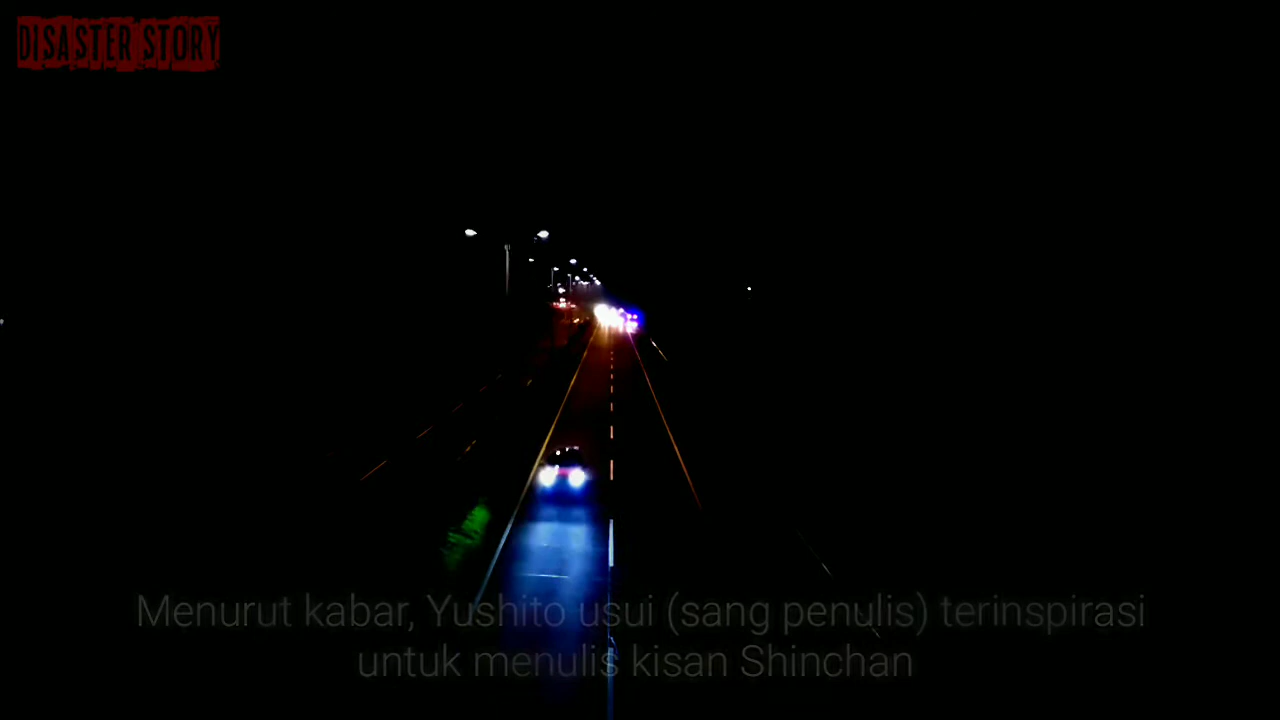 DISASTER STORY
Menurut kabar, Yushito usui (sang penulis) terinspirasi
untuk menulis kisan Shinchan